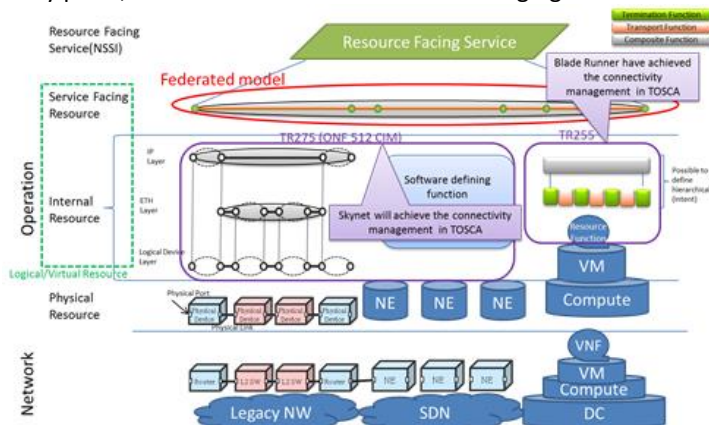 Resource Facing
Service(NSSI)
Resource Facing Service
Termination Function
Transport Function
Composite Function
Federated model
Blade Runner have achieved
the connectivity
management in TOSCA
Service Facing
Resource
TR275 (ONF 512 CIM)
TR255
IP
Layer
Software defining
function
Possible to
define
hierarchical
(intent)
Operation
Internal
Resource
ETH
Layer
Skynet will achieve the connectivity
management in TOSCA
Resource
Function
Logical Device
Layer
VM
Logical/Virtual Resource
Physical
Resource
Physical Port
Physical
Device
Physical
Device
Physical
Device
Physical
Device
Physical Link
NE
NE
NE
Compute
VNF
Network
Router
L2SW
L2SW
Router
NE
NE
NE
VM
Compute
Legacy NW
SDN
DC